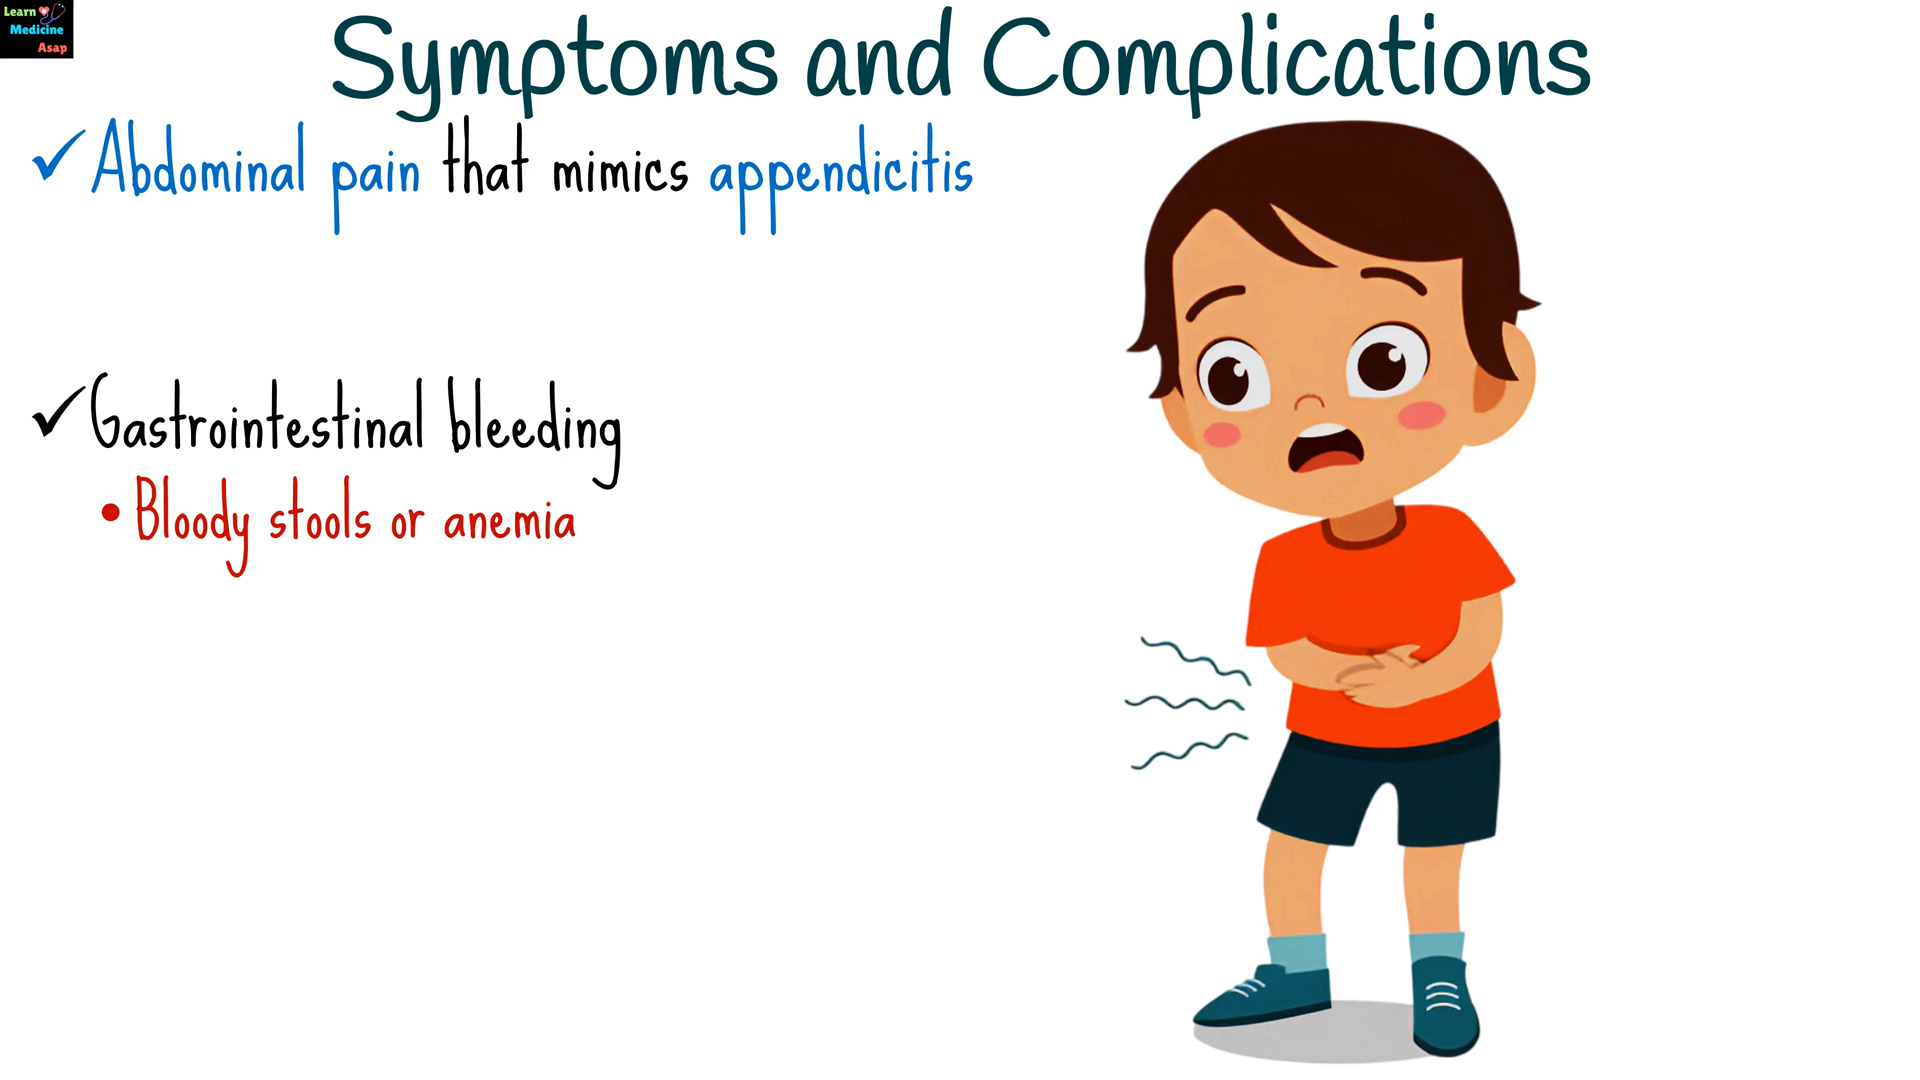 Learn
Medicine
Asap
Symptoms and Complications
✓ Abdominal pain that mimics appendicitis
✓ Gastrointestinal bleeding
• Bloody stools or anemia